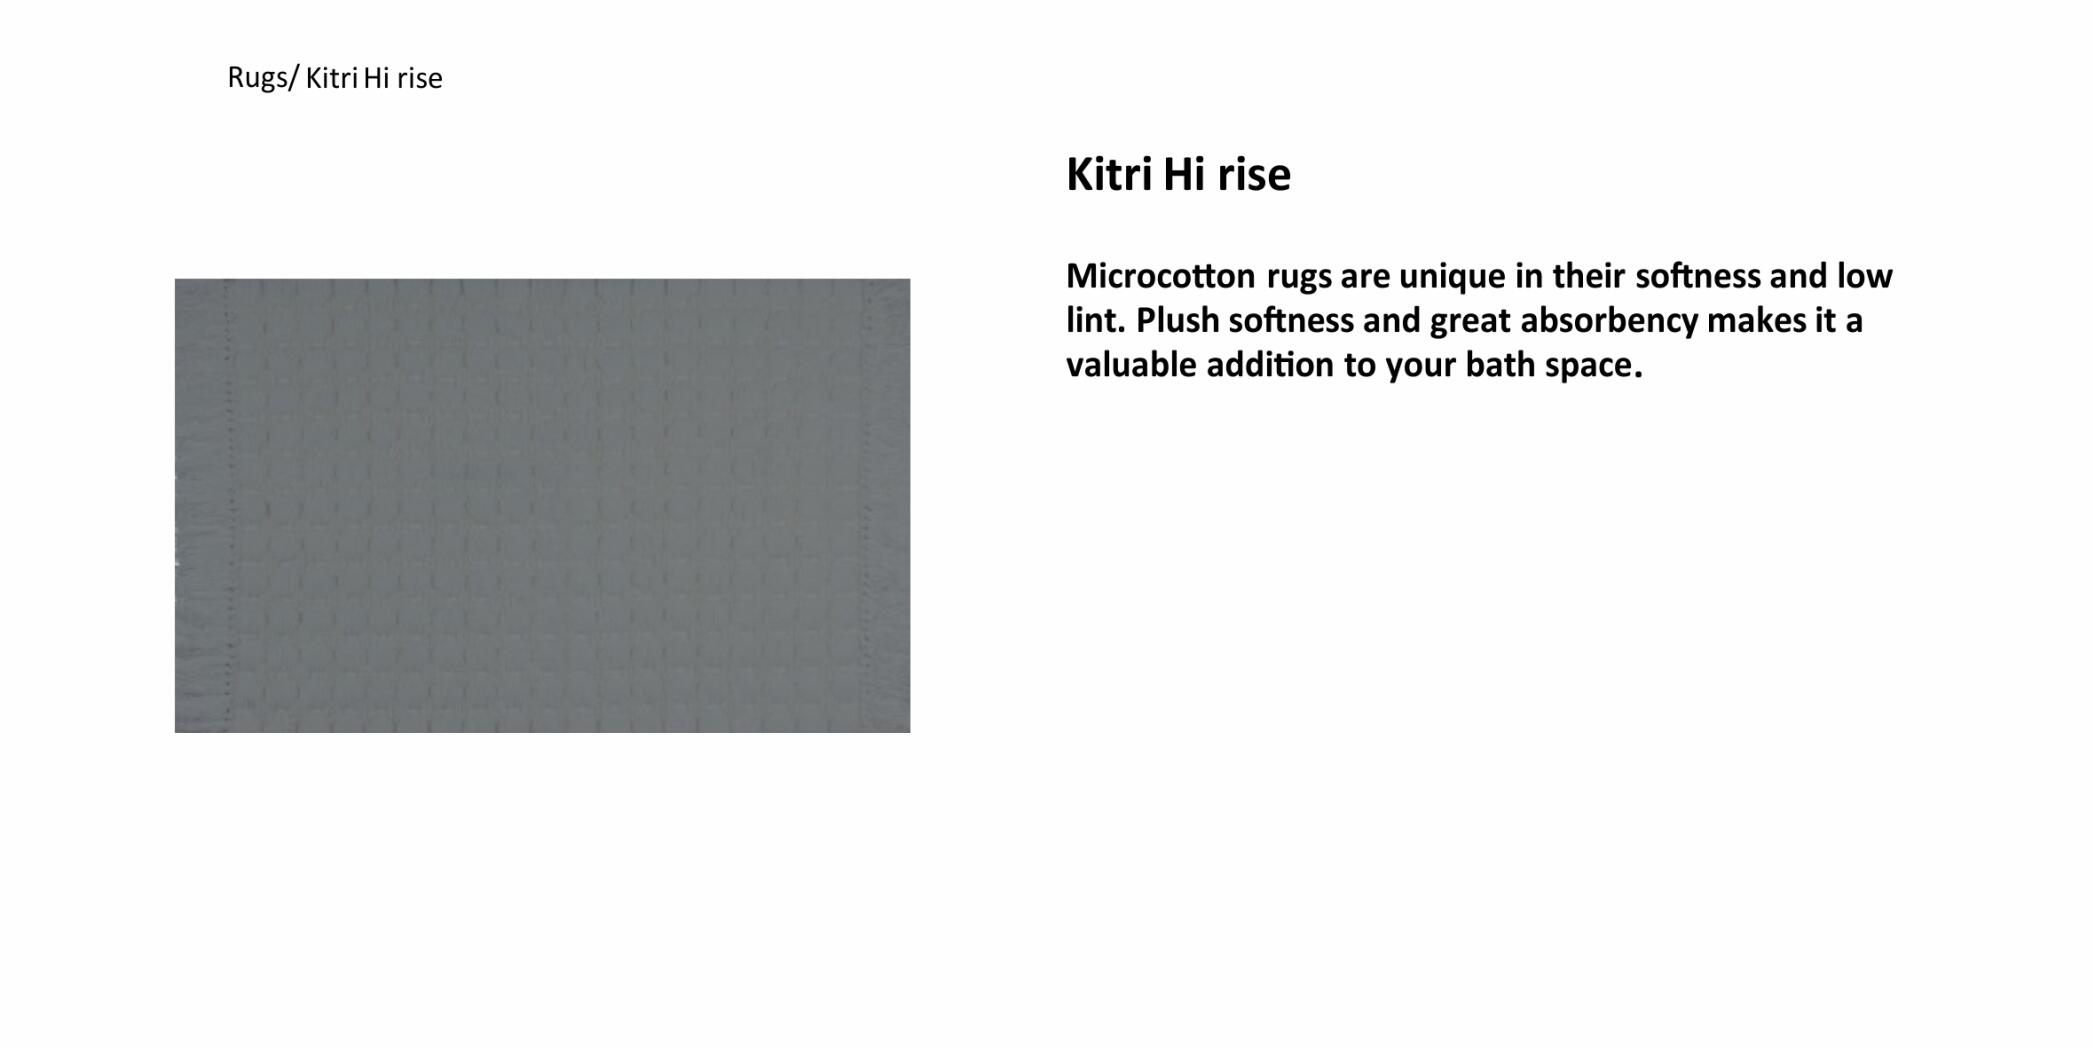 Rugs/ Kitri Hi rise
Kitri Hi rise
Microcotton rugs are unique in their softness and low
lint. Plush softness and great absorbency makes it a
valuable addition to your bath space.